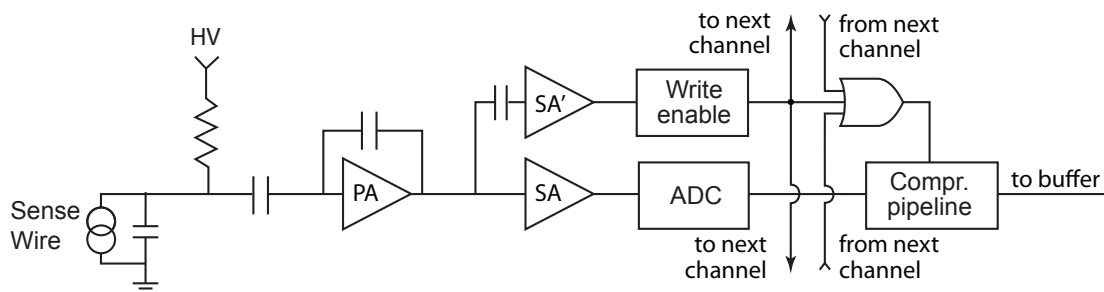 HV
to next
channel
from next
channel
SA'
Write
enable
Sense
Wire
PA
SA
ADC
Compr.
pipeline
to buffer
to next
channel
from next
channel